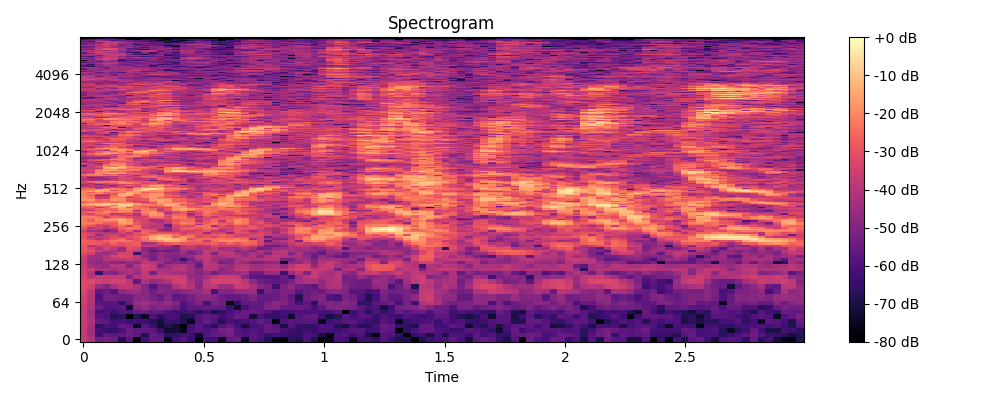 Spectrogram
Hz
4096
2048
1024
512
256
128
64
0
0
0.5
1
1.5
2
2.5
Time
+0 dB
-10 dB
-20 dB
-30 dB
-40 dB
-50 dB
-60 dB
-70 dB
-80 dB